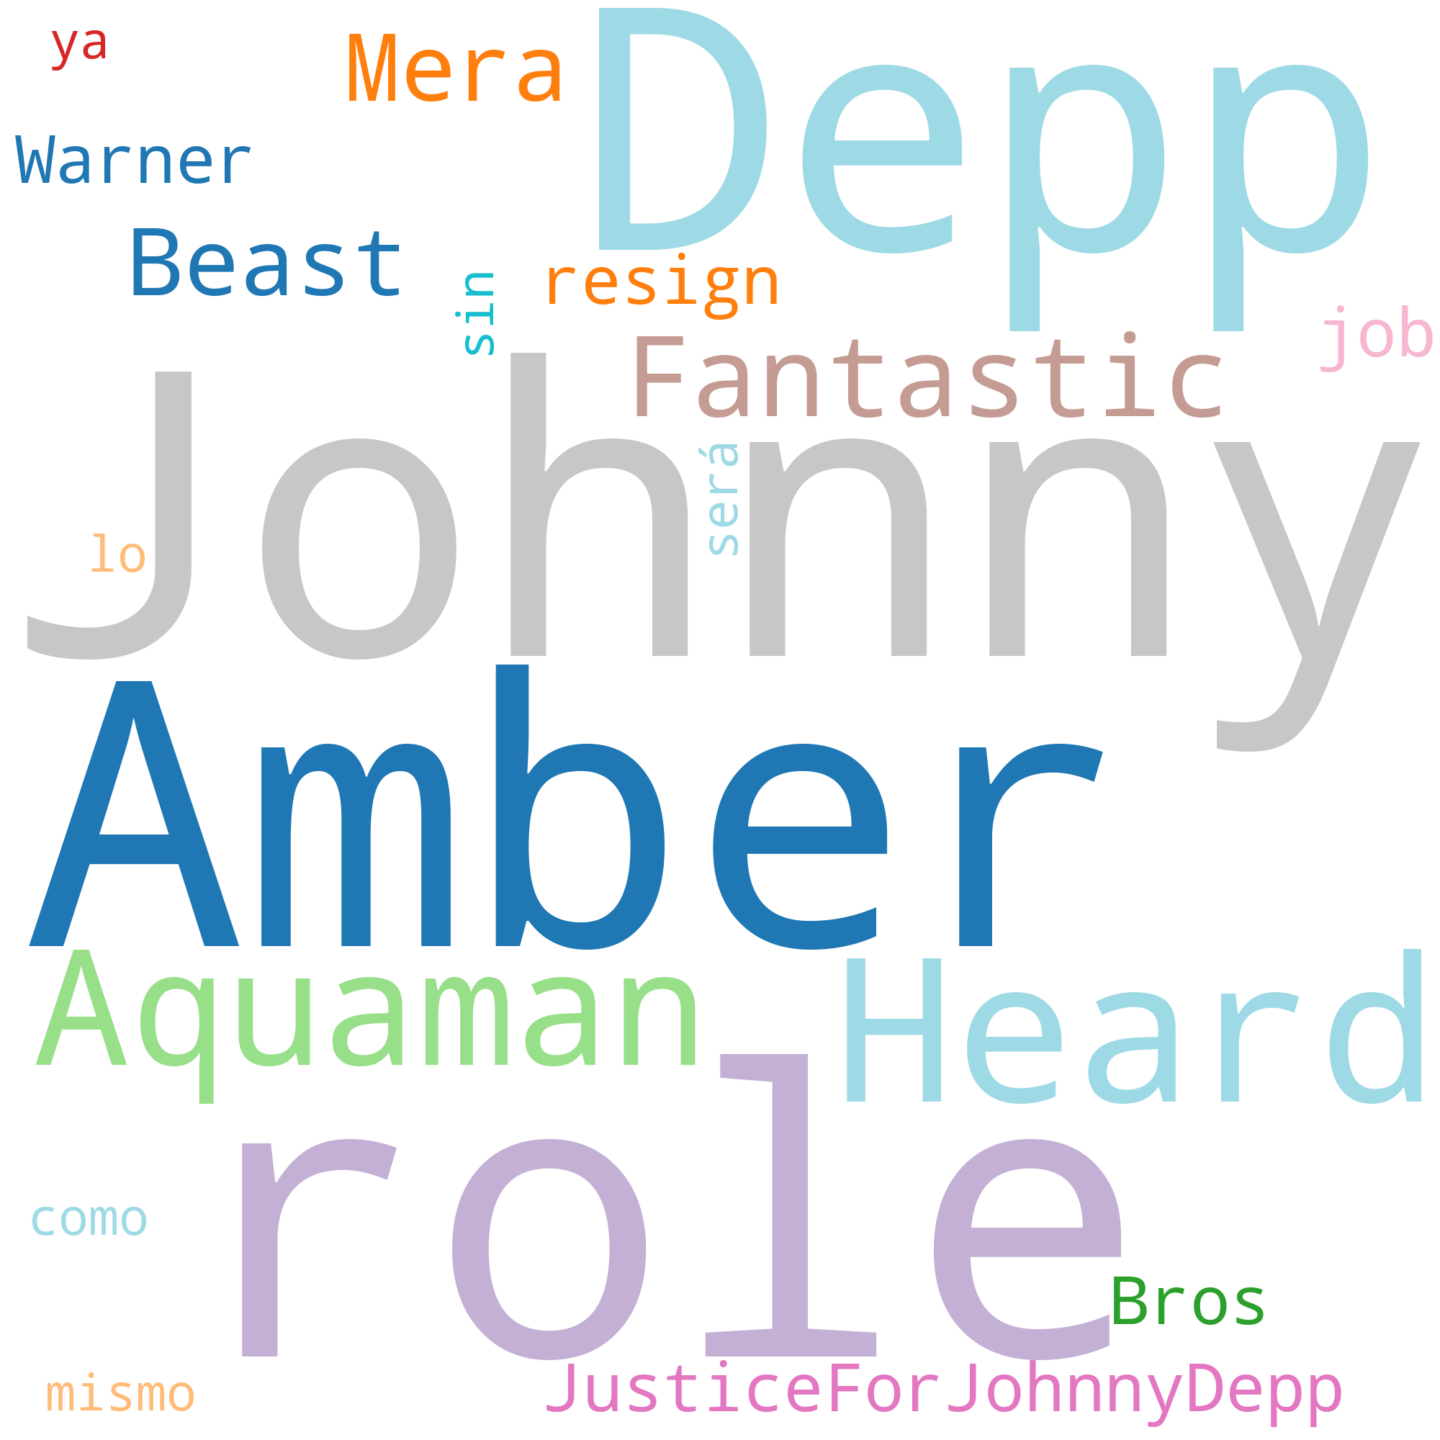 ya
Mera
Depp
Warner
Beast
sin
resign
Fantastic
job
Johnny
será
lo
Amber
Aquaman
Heard
role
como
Bros
mismo
JusticeForJohnnyDepp